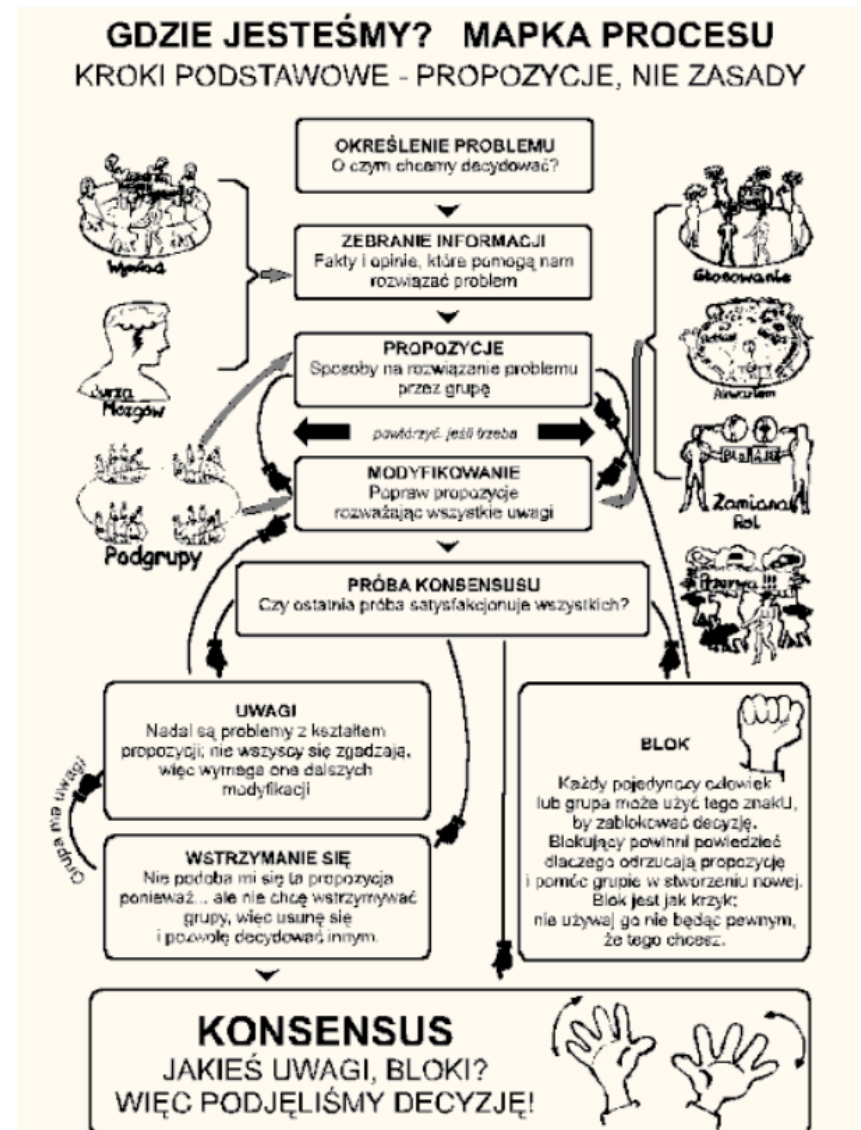 GDZIE JESTEŚMY? MAPKA PROCESU
KROKI PODSTAWOWE - PROPOZYCJE, NIE ZASADY
OKREŚLENIE PROBLEMU
O czym chcemy decydować?
ZEBRANIE INFORMACJI
Fakty i opinie, które pomogą nam
rozwiązać problem
Wywiad
Burza
Mozgów
Głosowanie
Akwarium
PROPOZYCJE
Sposoby na rozwiązanie problemu
przez grupę
powtórzyć, jeśli trzeba
MODYFIKOWANIE
Popraw propozycje
rozważając wszystkie uwagi
Podgrupy
Zamiana
Ról
Przerwa !!!
PRÓBA KONSENSUSU
Czy ostatnia próba satysfakcjonuje wszystkich?
UWAGI
Nadal są problemy z kształtem
propozycji; nie wszyscy się zgadzają,
więc wymaga ona dalszych
modyfikacji
Grupa ma uwagi
WSTRZYMANIE SIĘ
Nie podoba mi się ta propozycja
ponieważ... ale nie chcę wstrzymywać
grupy, więc usunę się
i pozwolę decydować innym.
BLOK
Każdy pojedynczy człowiek
lub grupa może użyć tego znakU,
by zablokować decyzję.
Blokujący powinni powiedzieć
dlaczego odrzucają propozycję
i pomóc grupie w stworzeniu nowej.
Blok jest jak krzyk;
nie używaj go nie będąc pewnym,
że tego chcesz.
KONSENSUS
JAKIEŚ UWAGI, BLOKI?
WIĘC PODJĘLIŚMY DECYZJĘ!